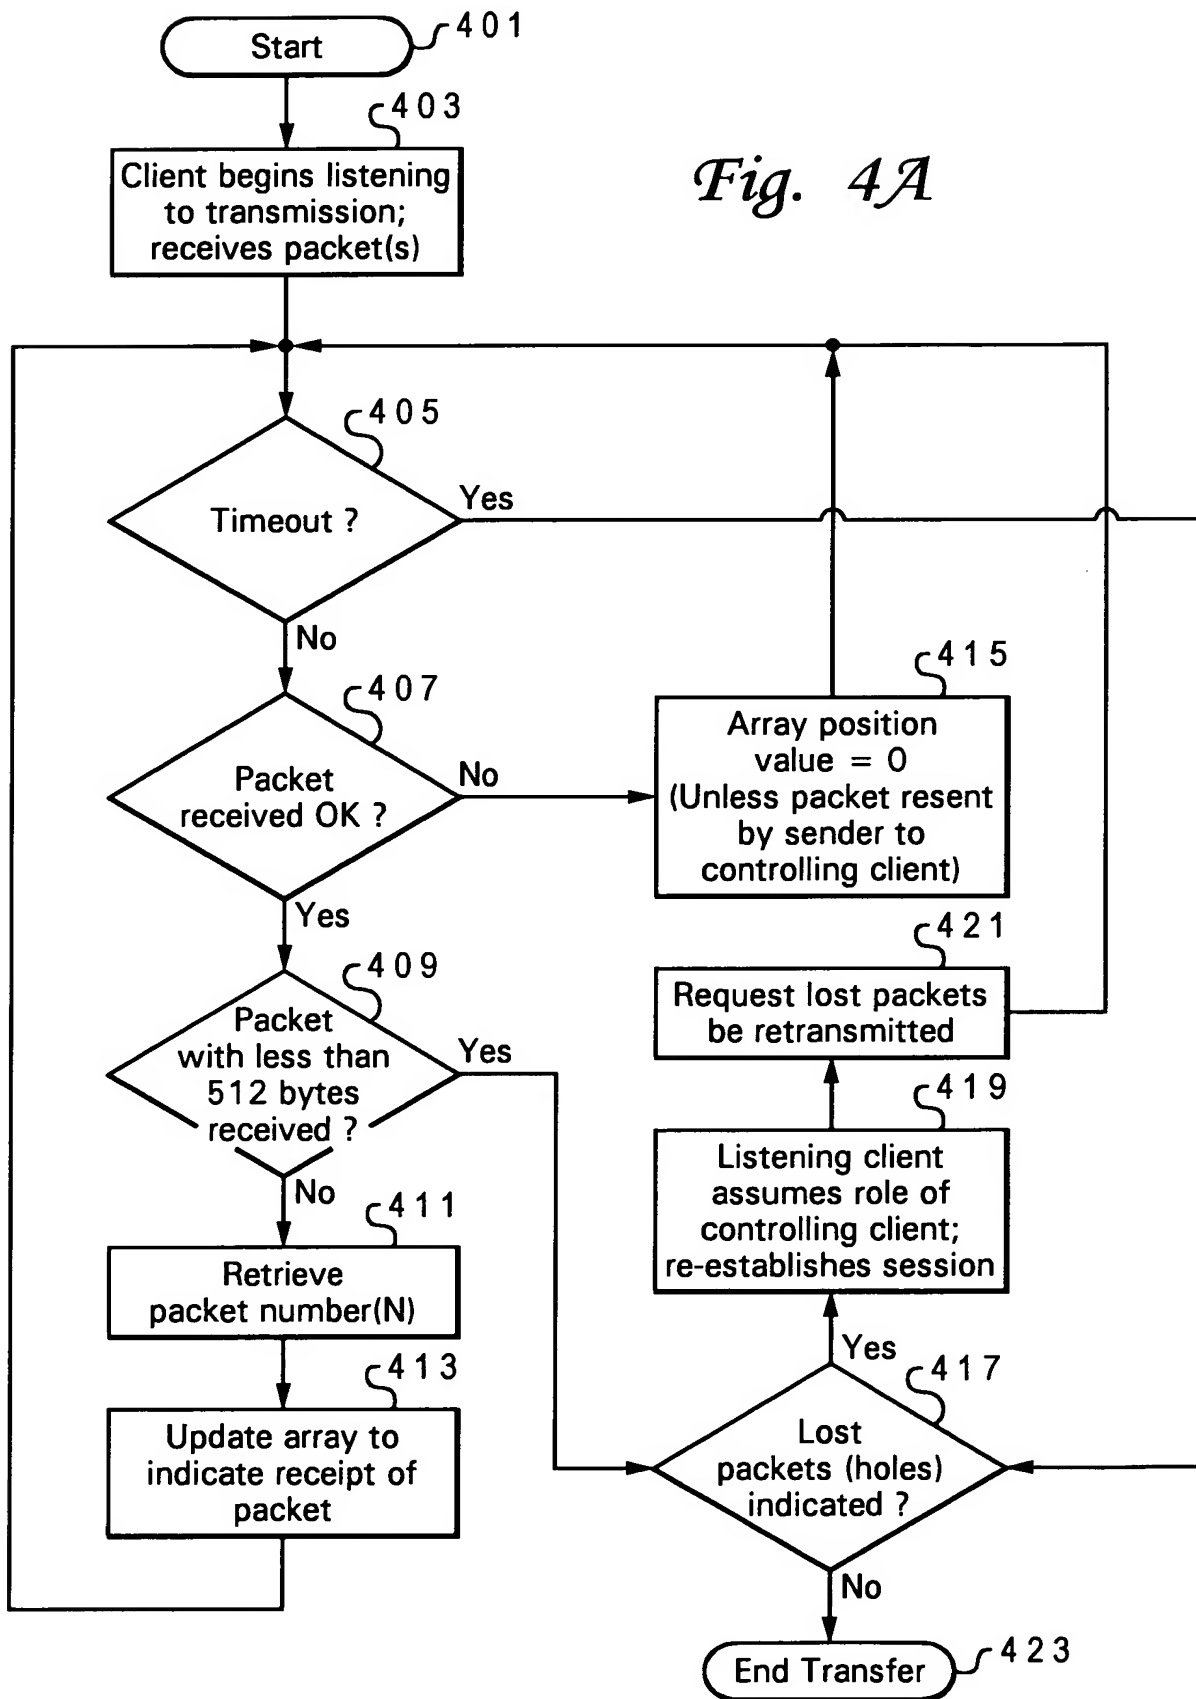 Start
401
403
Client begins listening
to transmission;
receives packet(s)
Fig. 4A
405
Timeout ?
Yes
No
407
Packet
received OK ?
No
Yes
415
Array position
value = 0
(Unless packet resent
by sender to
controlling client)
409
Packet
with less than
512 bytes
received ?
Yes
No
421
Request lost packets
be retransmitted
419
Listening client
assumes role of
controlling client;
re-establishes session
411
Retrieve
packet number(N)
413
Update array to
indicate receipt of
packet
Yes
417
Lost
packets (holes)
indicated ?
No
End Transfer
423